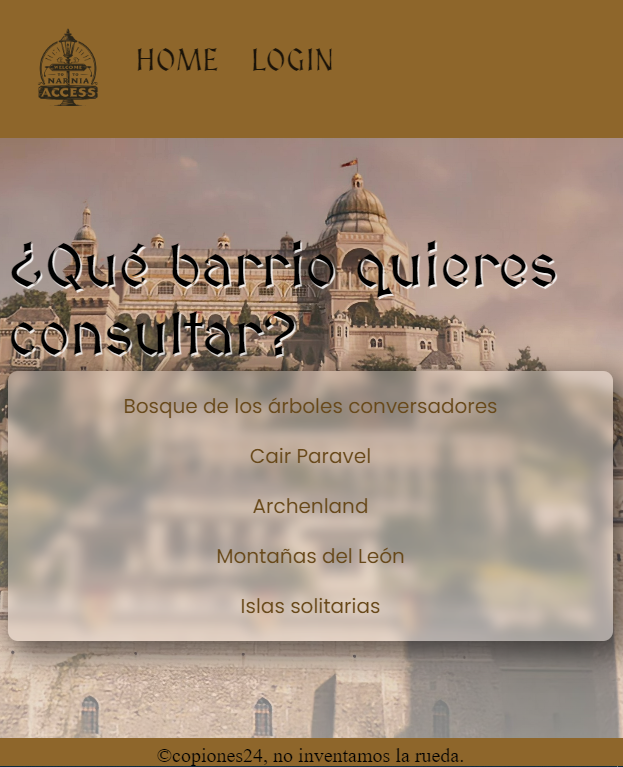 WELCOME
TO THE
NARNIA
ACCESS
HOME LOGIN
¿Qué barrio quieres
consultar?
Bosque de los árboles conversadores
Cair Paravel
Archenland
Montañas del León
Islas solitarias
©copiones24, no inventamos la rueda.